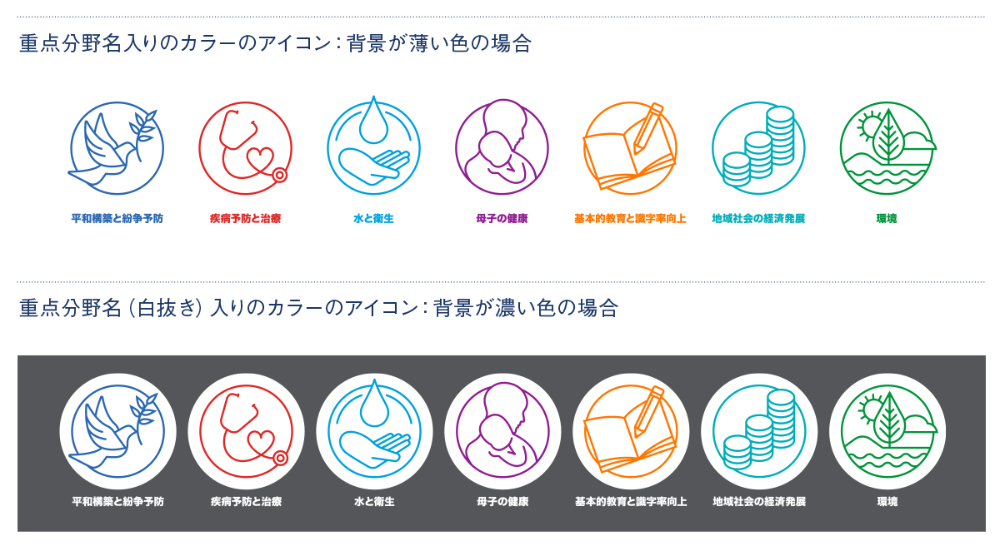 重点分野名入りのカラーのアイコン：背景が薄い色の場合
平和構築と紛争予防
疾病予防と治療
水と衛生
母子の健康
基本的教育と識字率向上
地域社会の経済発展
環境
重点分野名（白抜き）入りのカラーのアイコン：背景が濃い色の場合
平和構築と紛争予防
疾病予防と治療
水と衛生
母子の健康
基本的教育と識字率向上
地域社会の経済発展
環境